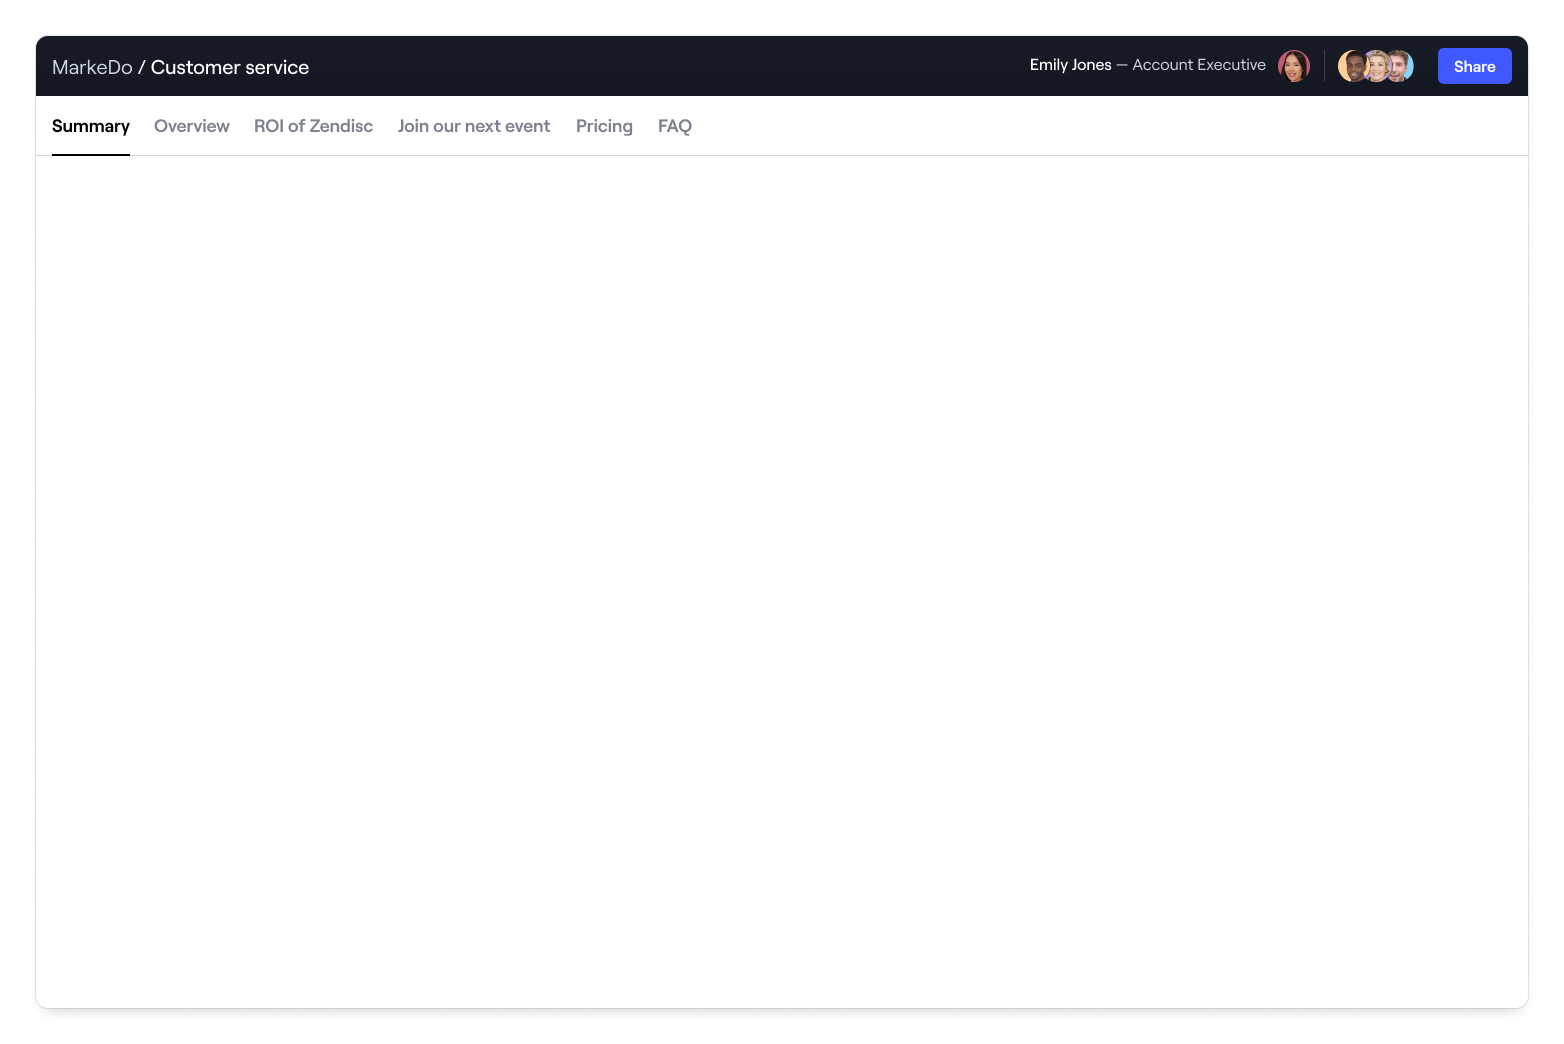 MarkeDo / Customer service
Emily Jones — Account Executive
Share
Summary Overview ROI of Zendisc Join our next event Pricing FAQ